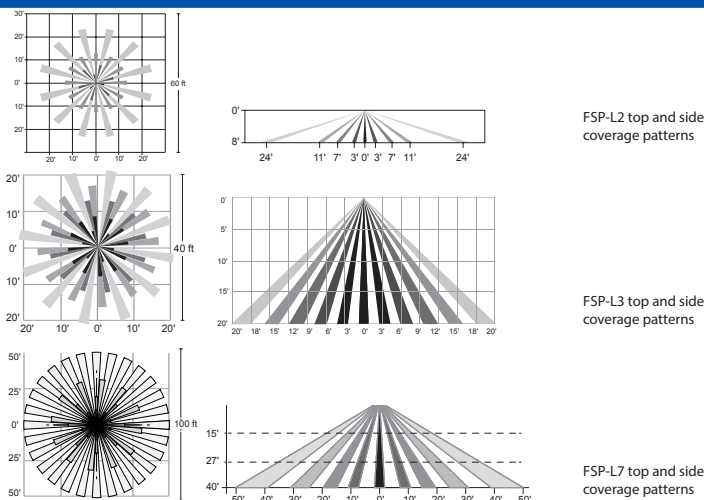 30'
20'
10'
0'
10'
20'
20' 10' 0' 10' 20'
60 ft
0'
8'
24' 11' 7' 3' 0' 3' 7' 11' 24'
FSP-L2 top and side
coverage patterns
20'
10'
0'
10'
20'
20' 10' 0' 10' 20'
40 ft
0'
5'
10'
15'
20'
20' 18' 15' 12' 9' 6' 3' 0' 3' 6' 9' 12' 15' 18' 20'
FSP-L3 top and side
coverage patterns
50'
25'
0'
25'
50'
100 ft
15'
27'
40'
50' 40' 30' 20' 10' 0' 10' 20' 30' 40' 50'
FSP-L7 top and side
coverage patterns